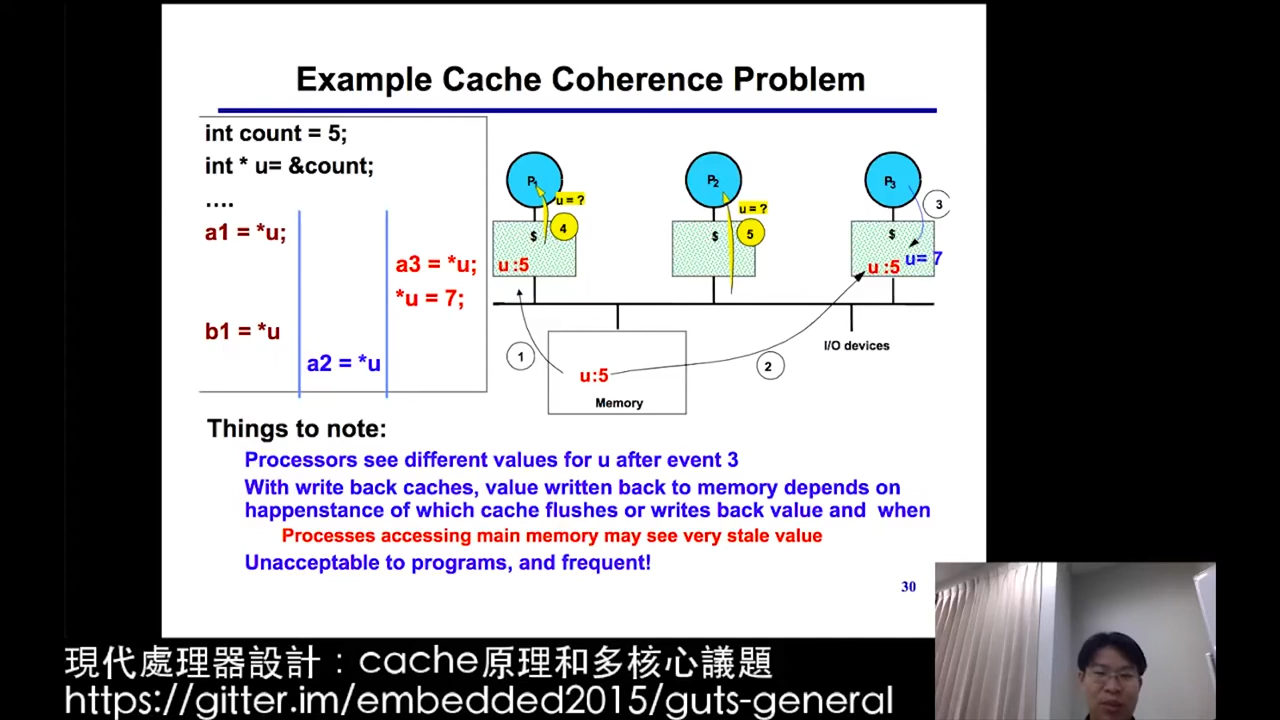 Example Cache Coherence Problem
int count = 5;
int * u= &count;
....
a1 = *u;
a3 = *u;
*u = 7;
b1 = *u
a2 = *u
P1
P2
P3
3
u = ?
u = ?
4
5
$
$
$
u :5
u :5
u= 7
1
2
I/O devices
u:5
Memory
Things to note:
Processors see different values for u after event 3
With write back caches, value written back to memory depends on
happenstance of which cache flushes or writes back value and when
Processes accessing main memory may see very stale value
Unacceptable to programs, and frequent!
30
現代處理器設計：cache原理和多核心議題
https://gitter.im/embedded2015/guts-general